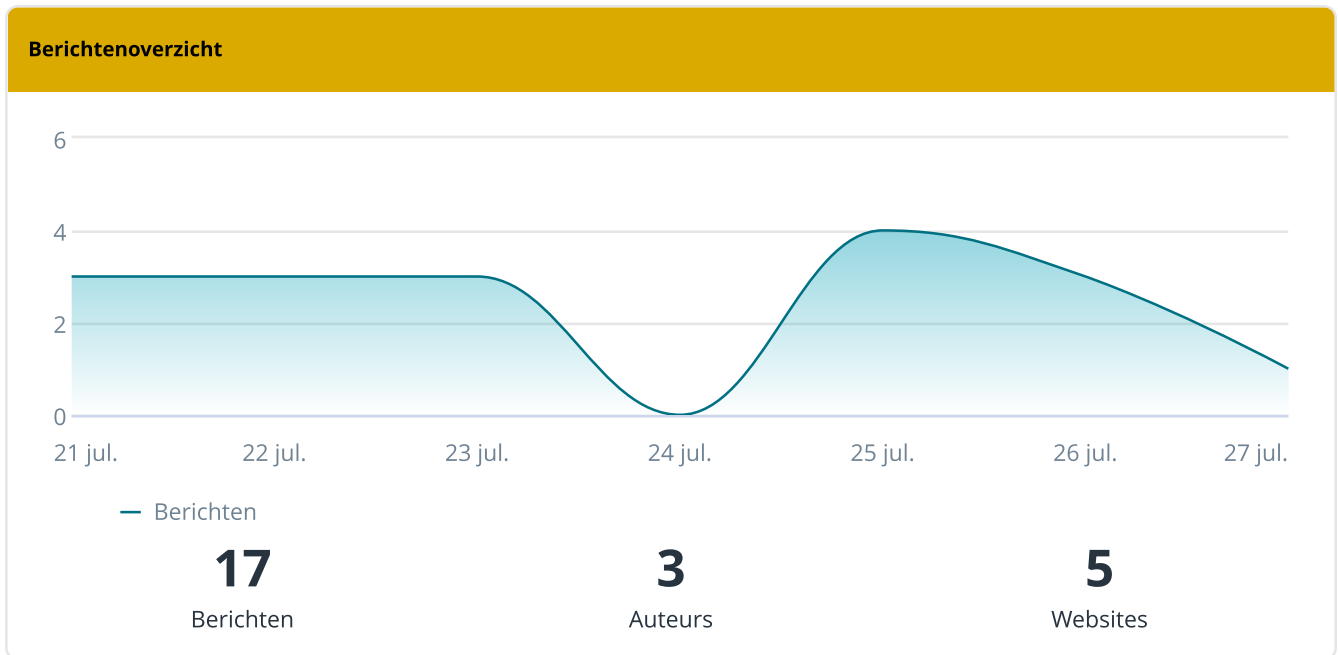 Berichtenoverzicht
6
4
2
0
21 jul. 22 jul. 23 jul. 24 jul. 25 jul. 26 jul. 27 jul.
Berichten
17 3 5
Berichten Auteurs Websites